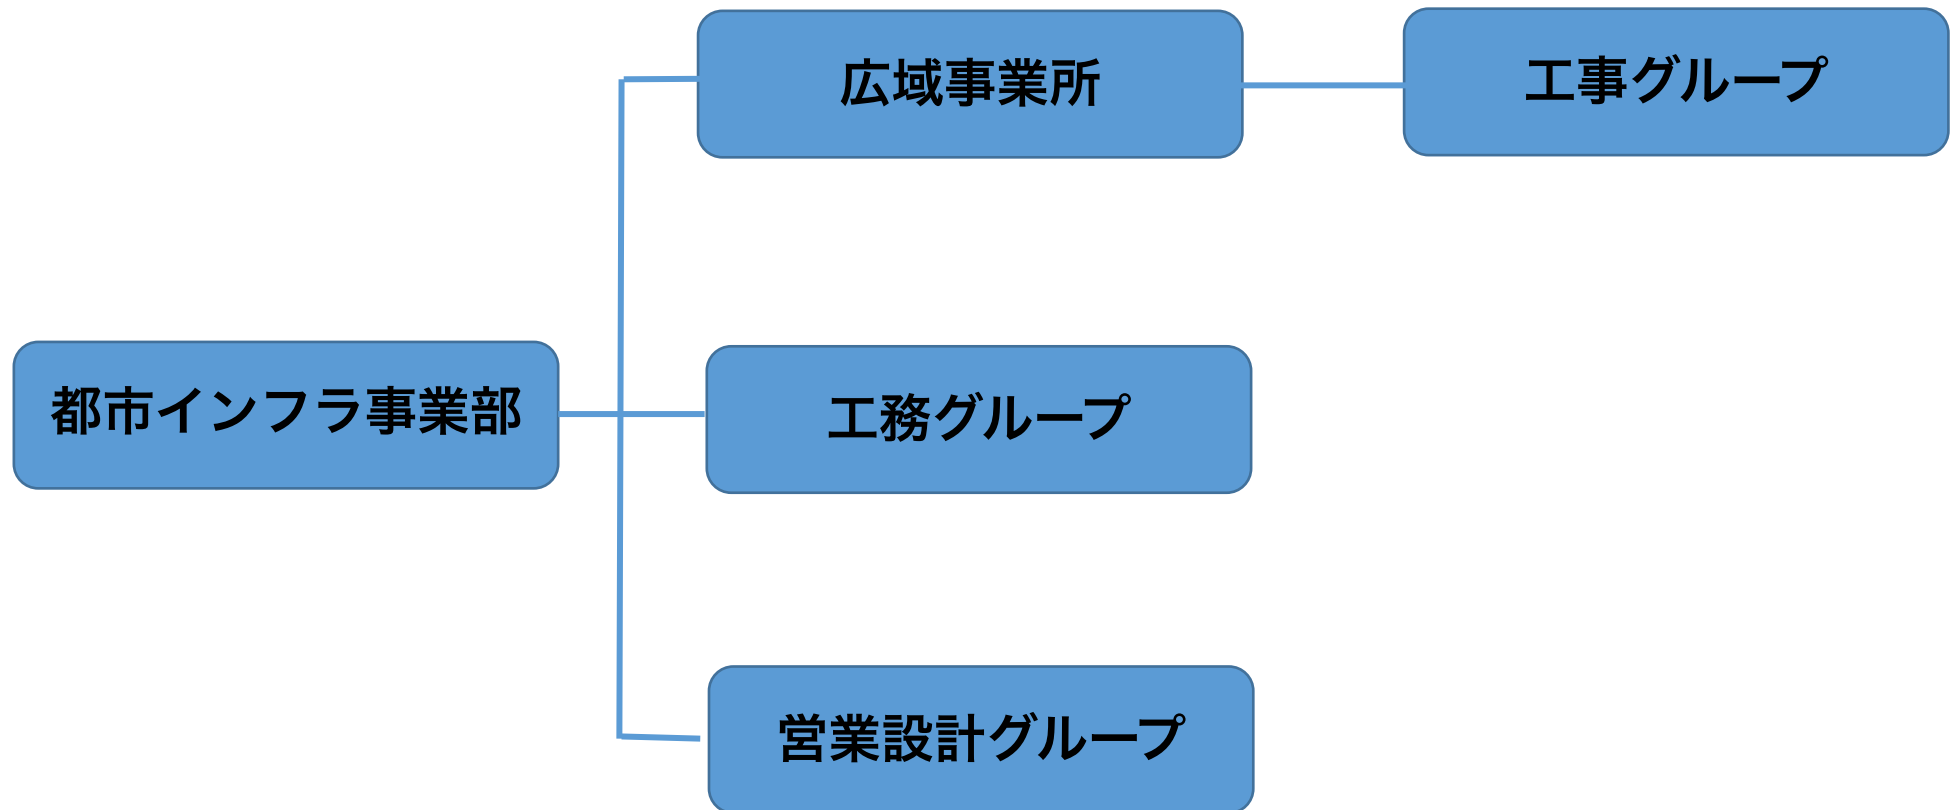 広域事業所
工事グループ
都市インフラ事業部
工務グループ
営業設計グループ